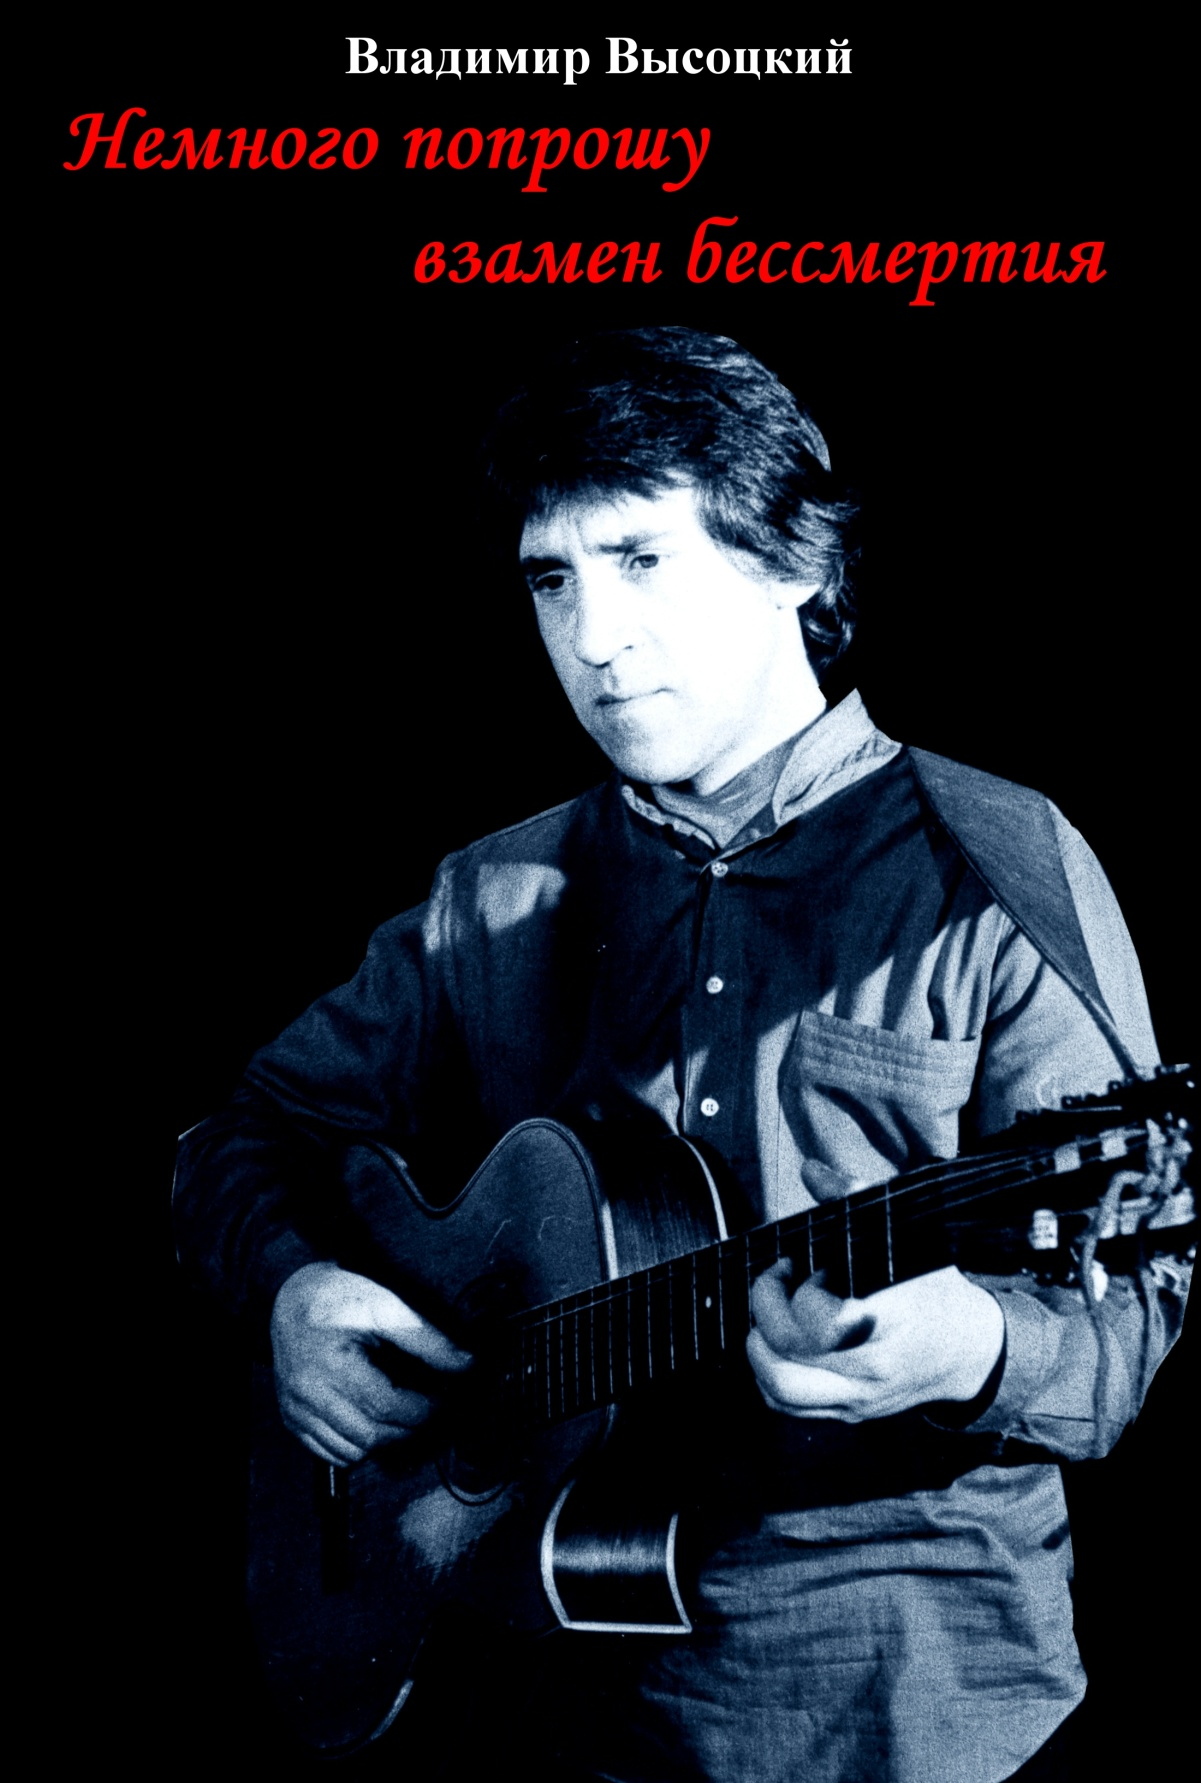 Владимир Высоцкий
Немного попрошу
взамен бессмертия